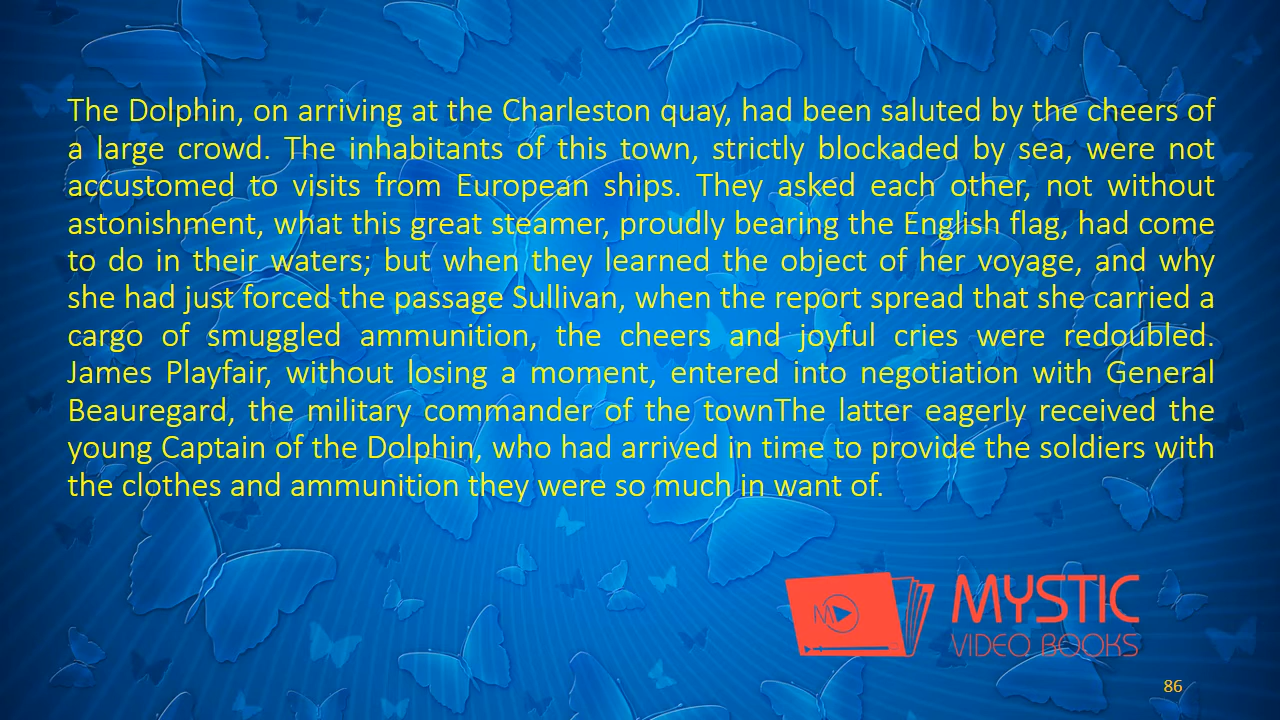 The Dolphin, on arriving at the Charleston quay, had been saluted by the cheers of
a large crowd. The inhabitants of this town, strictly blockaded by sea, were not
accustomed to visits from European ships. They asked each other, not without
astonishment, what this great steamer, proudly bearing the English flag, had come
to do in their waters; but when they learned the object of her voyage, and why
she had just forced the passage Sullivan, when the report spread that she carried a
cargo of smuggled ammunition, the cheers and joyful cries were redoubled.
James Playfair, without losing a moment, entered into negotiation with General
Beauregard, the military commander of the townThe latter eagerly received the
young Captain of the Dolphin, who had arrived in time to provide the soldiers with
the clothes and ammunition they were so much in want of.
M
MYSTIC
VIDEO BOOKS
86